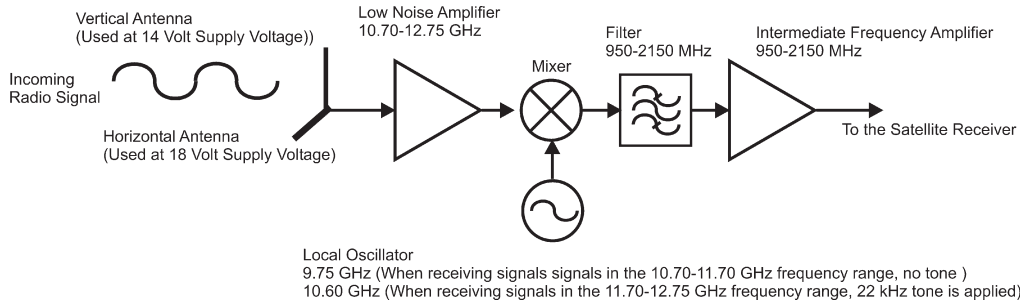 Vertical Antenna
(Used at 14 Volt Supply Voltage))
Low Noise Amplifier
10.70-12.75 GHz
Filter
950-2150 MHz
Intermediate Frequency Amplifier
950-2150 MHz
Mixer
Incoming
Radio Signal
Horizontal Antenna
(Used at 18 Volt Supply Voltage)
To the Satellite Receiver
Local Oscillator
9.75 GHz (When receiving signals signals in the 10.70-11.70 GHz frequency range, no tone )
10.60 GHz (When receiving signals in the 11.70-12.75 GHz frequency range, 22 kHz tone is applied)